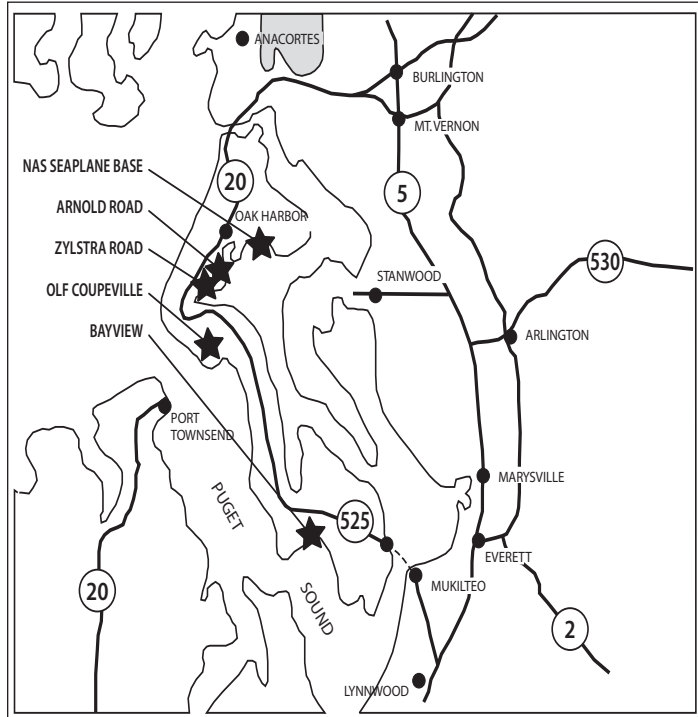 ANACORTES
BURLINGTON
MT. VERNON
NAS SEAPLANE BASE
20
5
ARNOLD ROAD
OAK HARBOR
ZYLSTRA ROAD
530
STANWOOD
OLF COUPEVILLE
BAYVIEW
ARLINGTON
PORT
TOWNSEND
MARYSVILLE
PUGET
525
EVERETT
MUKILTEO
20
SOUND
2
LYNNWOOD